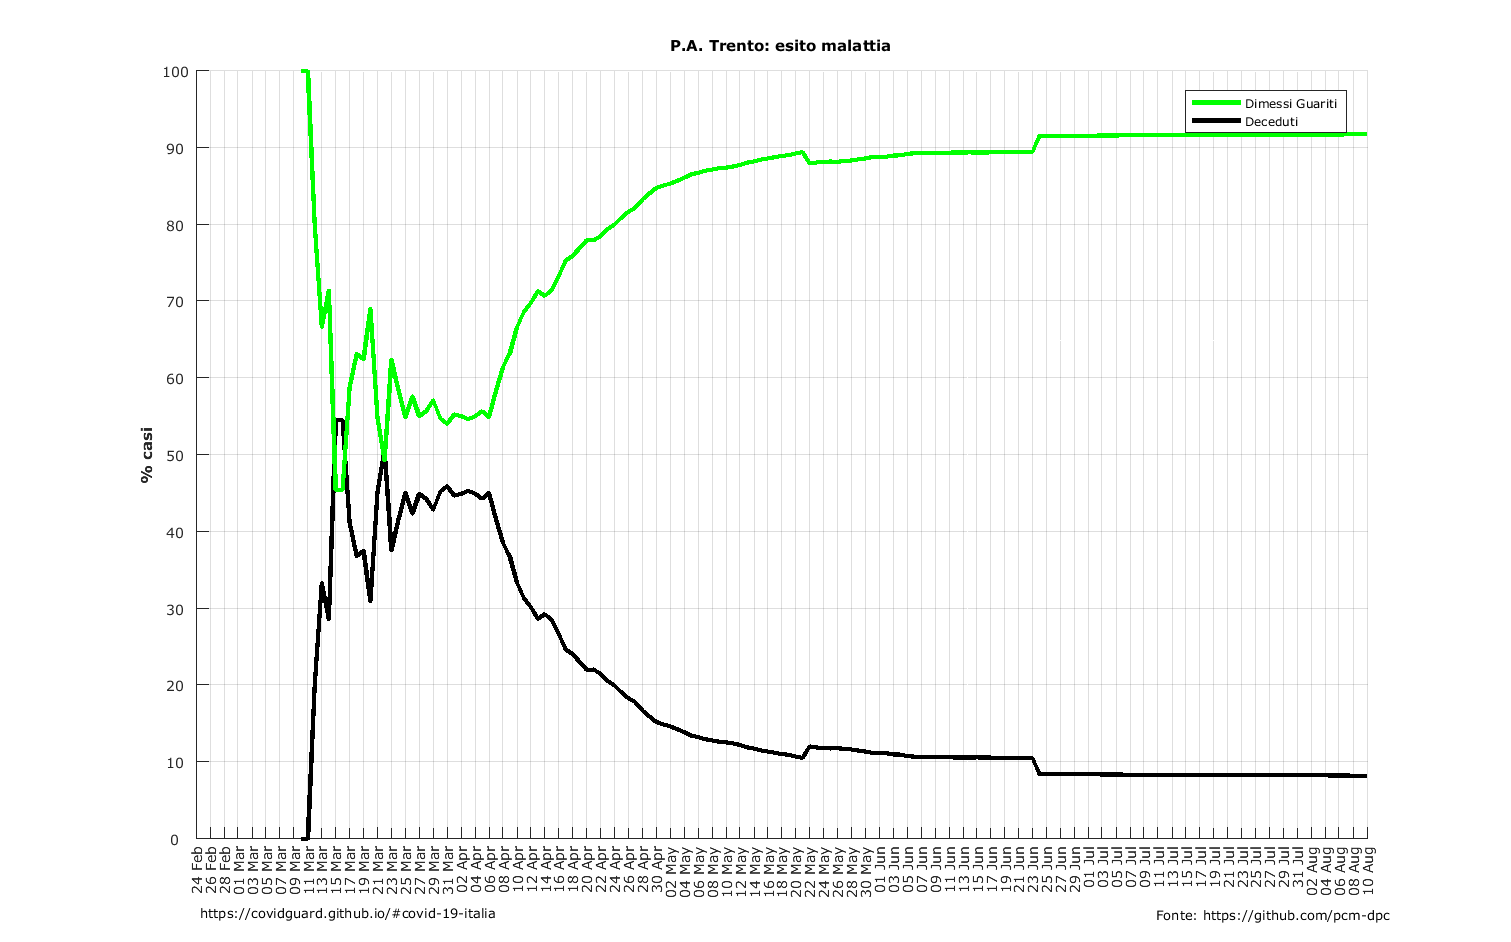 P.A. Trento: esito malattia
Dimessi Guariti
Deceduti
% casi
100
90
80
70
60
50
40
30
20
10
0
24 Feb
26 Feb
28 Feb
01 Mar
03 Mar
05 Mar
07 Mar
09 Mar
11 Mar
13 Mar
15 Mar
17 Mar
19 Mar
21 Mar
23 Mar
25 Mar
27 Mar
29 Mar
31 Mar
02 Apr
04 Apr
06 Apr
08 Apr
10 Apr
12 Apr
14 Apr
16 Apr
18 Apr
20 Apr
22 Apr
24 Apr
26 Apr
28 Apr
30 Apr
02 May
04 May
06 May
08 May
10 May
12 May
14 May
16 May
18 May
20 May
22 May
24 May
26 May
28 May
30 May
01 Jun
03 Jun
05 Jun
07 Jun
09 Jun
11 Jun
13 Jun
15 Jun
17 Jun
19 Jun
21 Jun
23 Jun
25 Jun
27 Jun
29 Jun
01 Jul
03 Jul
05 Jul
07 Jul
09 Jul
11 Jul
13 Jul
15 Jul
17 Jul
19 Jul
21 Jul
23 Jul
25 Jul
27 Jul
29 Jul
31 Jul
02 Aug
04 Aug
06 Aug
08 Aug
10 Aug
https://covidguard.github.io/#covid-19-italia
Fonte: https://github.com/pcm-dpc